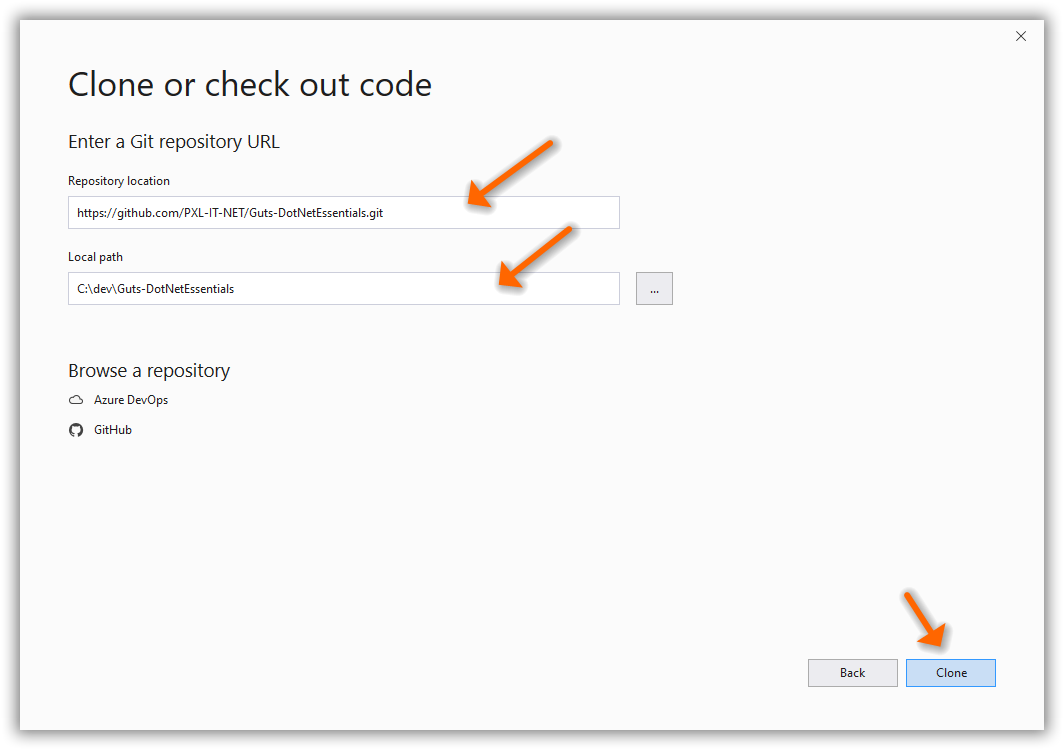 Clone or check out code
Enter a Git repository URL
Repository location
https://github.com/PXL-IT-NET/Guts-DotNetEssentials.git
Local path
C:\dev\Guts-DotNetEssentials
...
Browse a repository
Azure DevOps
GitHub
Back
Clone